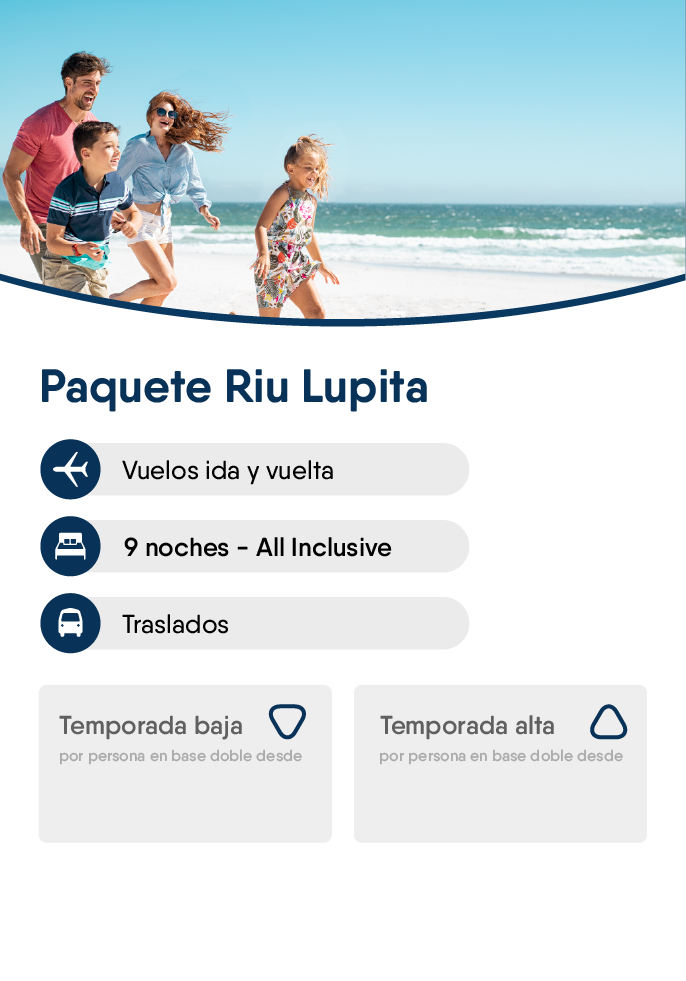 Paquete Riu Lupita
Vuelos ida y vuelta
9 noches - All Inclusive
Traslados
Temporada baja
por persona en base doble desde
Temporada alta
por persona en base doble desde